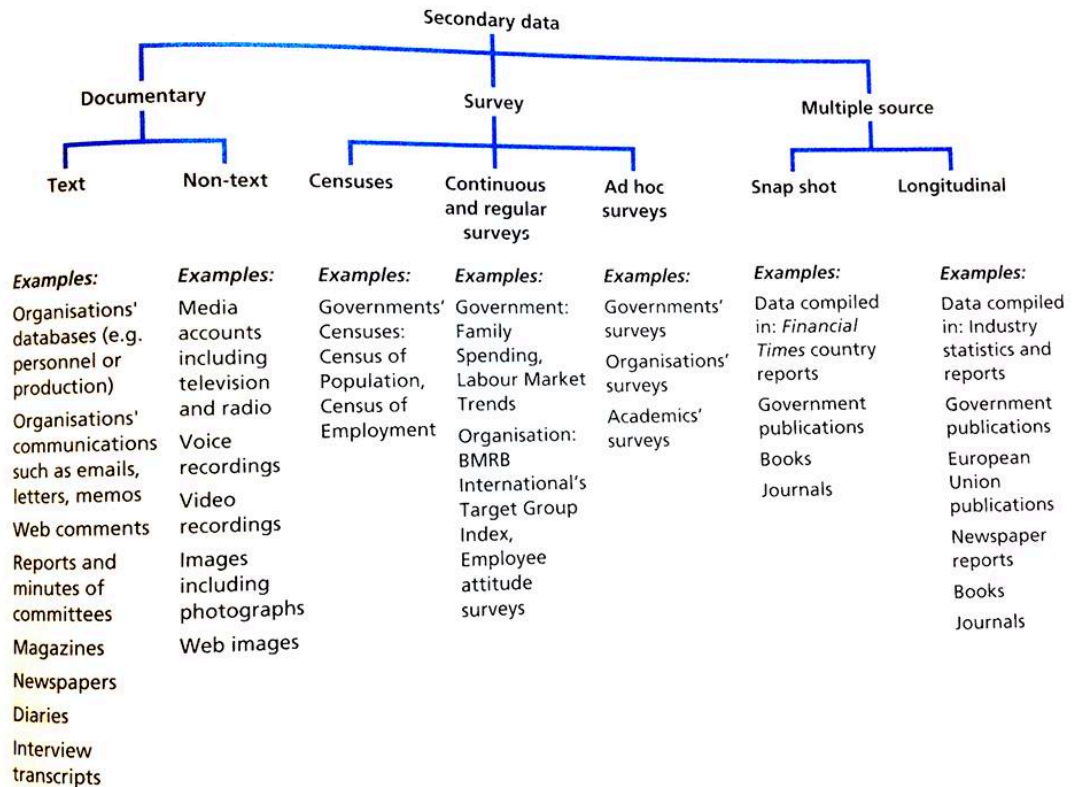 Secondary data
Documentary
Survey
Multiple source
Text
Non-text
Censuses
Continuous
and regular
surveys
Ad hoc
surveys
Snap shot
Longitudinal
Examples:
Organisations'
databases (e.g.
personnel or
production)
Organisations'
communications
such as emails,
letters, memos
Web comments
Reports and
minutes of
committees
Magazines
Newspapers
Diaries
Interview
transcripts
Examples:
Media
accounts
including
television
and radio
Voice
recordings
Video
recordings
Images
including
photographs
Web images
Examples:
Governments'
Censuses:
Census of
Population,
Census of
Employment
Examples:
Government:
Family
Spending,
Labour Market
Trends
Organisation:
BMRB
International's
Target Group
Index,
Employee
attitude
surveys
Examples:
Governments'
surveys
Organisations'
surveys
Academics'
surveys
Examples:
Data compiled
in: Financial
Times country
reports
Government
publications
Books
Journals
Examples:
Data compiled
in: Industry
statistics and
reports
Government
publications
European
Union
publications
Newspaper
reports
Books
Journals